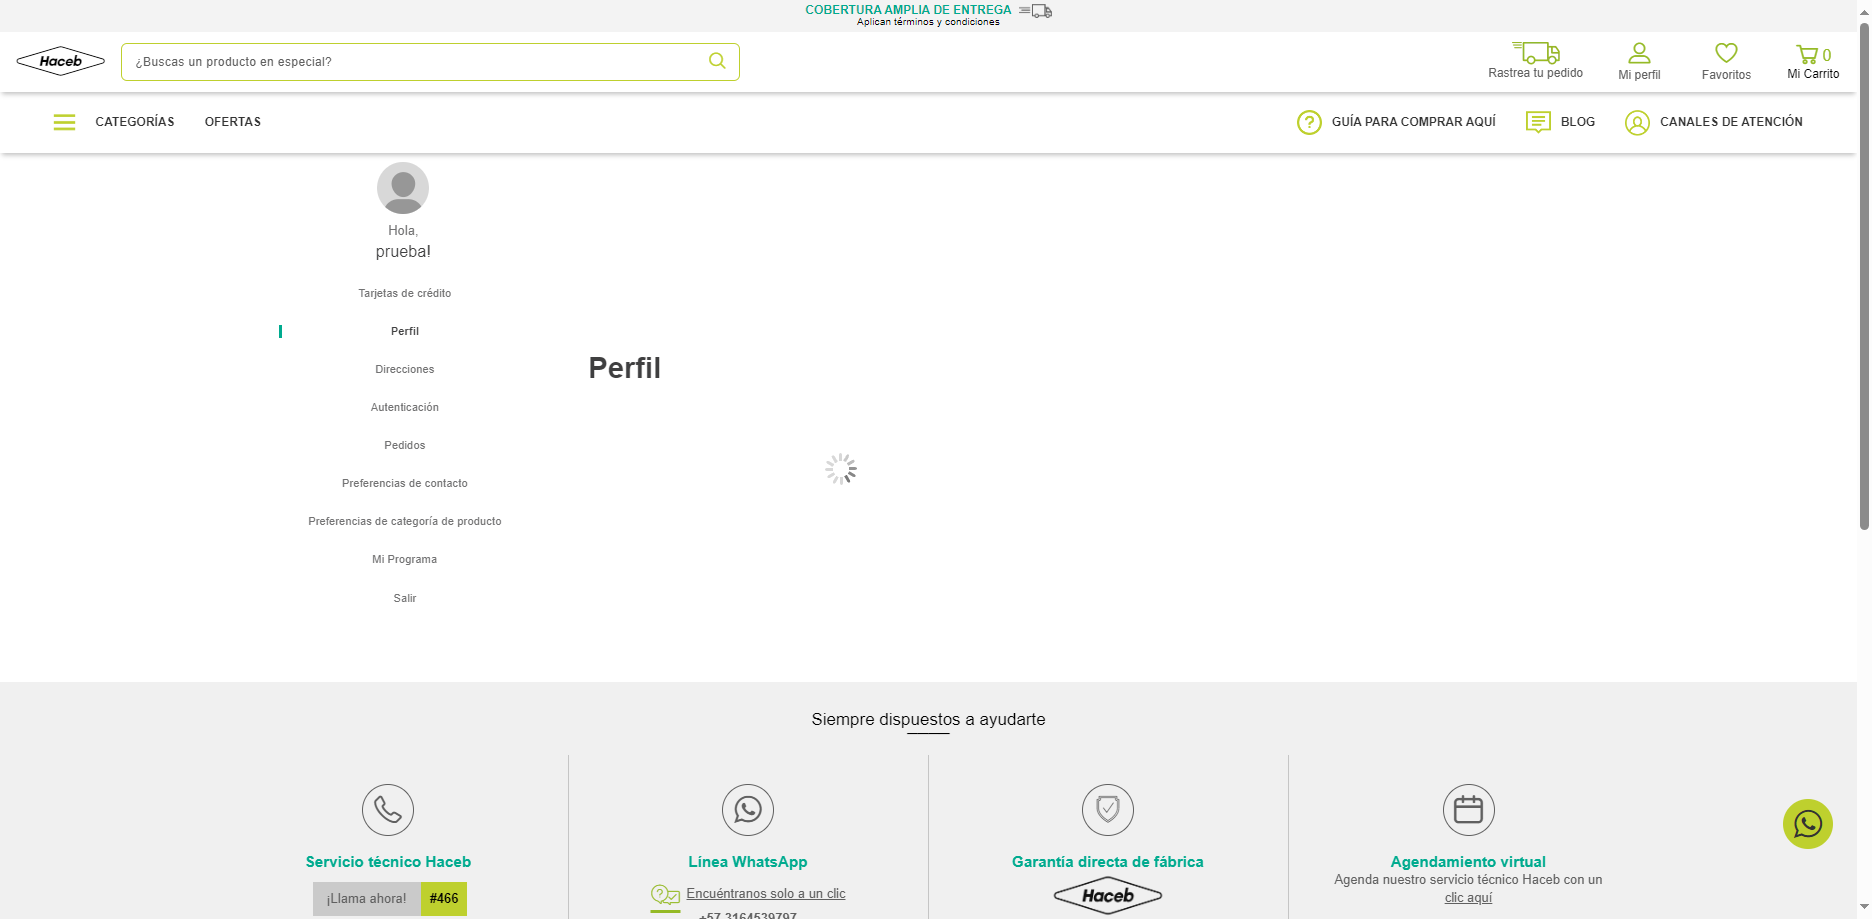 COBERTURA AMPLIA DE ENTREGA
Aplican términos y condiciones
Haceb
¿Buscas un producto en especial?
Rastrea tu pedido
Mi perfil
Favoritos
0
Mi Carrito
CATEGORÍAS
OFERTAS
GUÍA PARA COMPRAR AQUÍ
BLOG
CANALES DE ATENCIÓN
Hola,
prueba!
Tarjetas de crédito
Perfil
Direcciones
Autenticación
Pedidos
Preferencias de contacto
Preferencias de categoría de producto
Mi Programa
Salir
Perfil
Siempre dispuestos a ayudarte
Servicio técnico Haceb
¡Llama ahora! #466
Línea WhatsApp
Encuéntranos solo a un clic
+57 3164539797
Garantía directa de fábrica
Haceb
Agendamiento virtual
Agenda nuestro servicio técnico Haceb con un
clic aquí